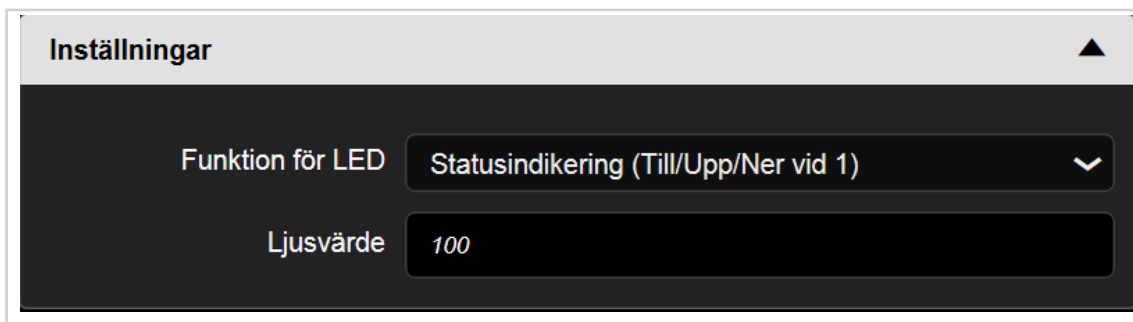 Inställningar
Funktion för LED Statusindikering (Till/Upp/Ner vid 1)
Ljusvärde 100